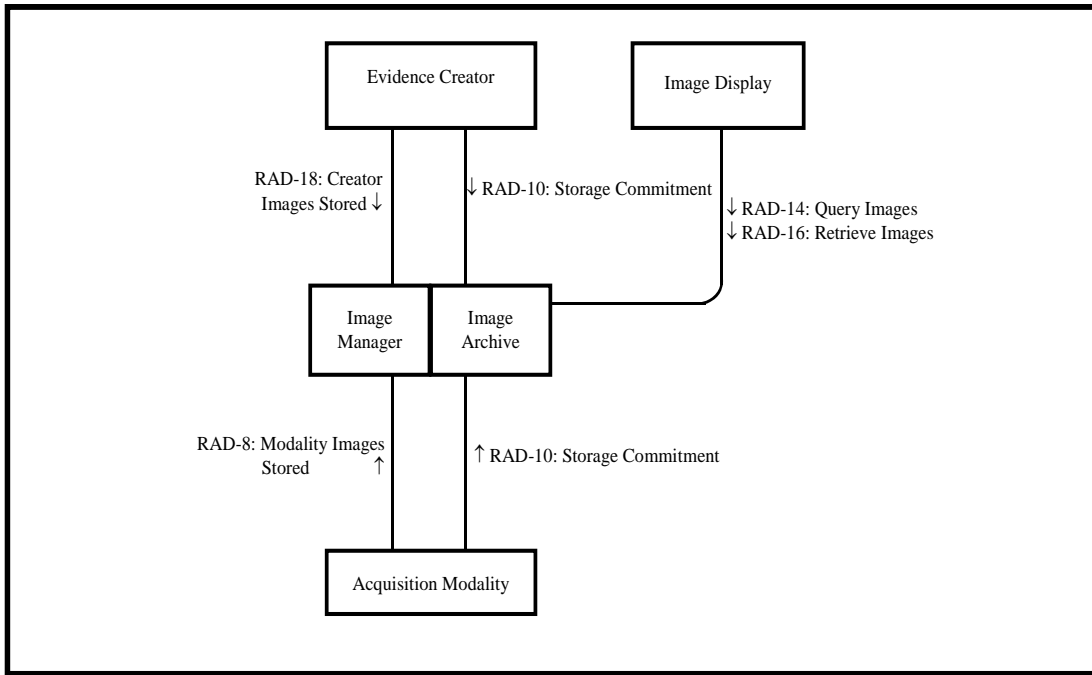 Evidence Creator
Image Display
RAD-18: Creator
Images Stored ↓
↓ RAD-10: Storage Commitment
↓ RAD-14: Query Images
↓ RAD-16: Retrieve Images
Image
Manager
Image
Archive
RAD-8: Modality Images
Stored ↑
↑ RAD-10: Storage Commitment
Acquisition Modality